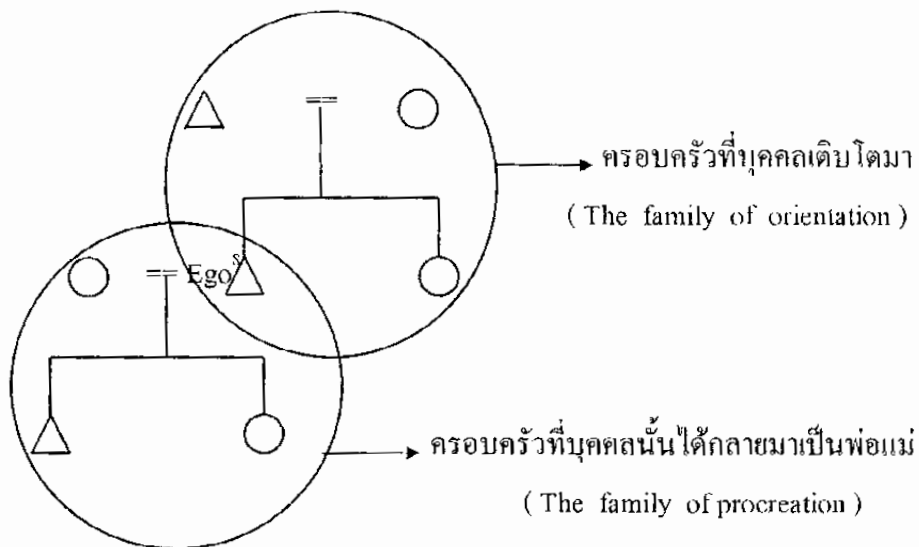 ครอบครัวที่บุคคลเติบโตมา
( The family of orientation )
== Ego⁸
ครอบครัวที่บุคคลนั้นได้กลายมาเป็นพ่อแม่
( The family of procreation )